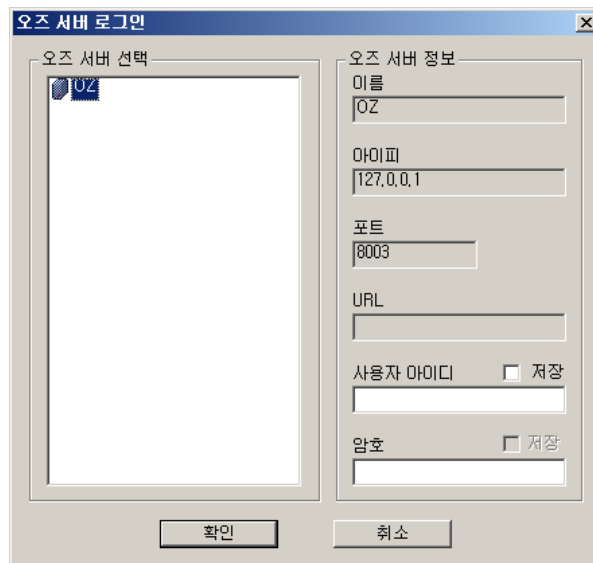 오즈 서버 로그인
오즈 서버 선택
OZ
오즈 서버 정보
이름
OZ
아이피
127.0.0.1
포트
8003
URL
사용자 아이디
저장
암호
저장
확인
취소